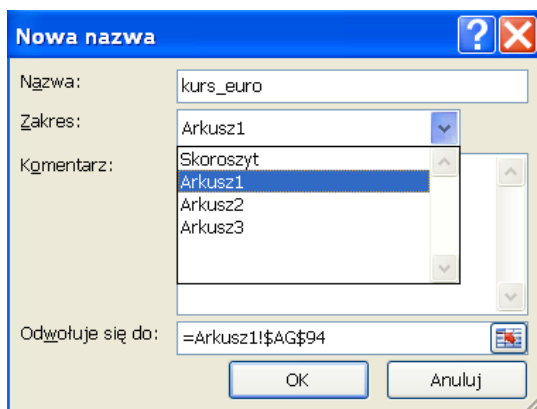 Nowa nazwa
Nazwa: kurs_euro
Zakres: Arkusz1
Komentarz:
Skoroszyt
Arkusz1
Arkusz2
Arkusz3
Odwołuje się do: =Arkusz1!$AG$94
OK Anuluj